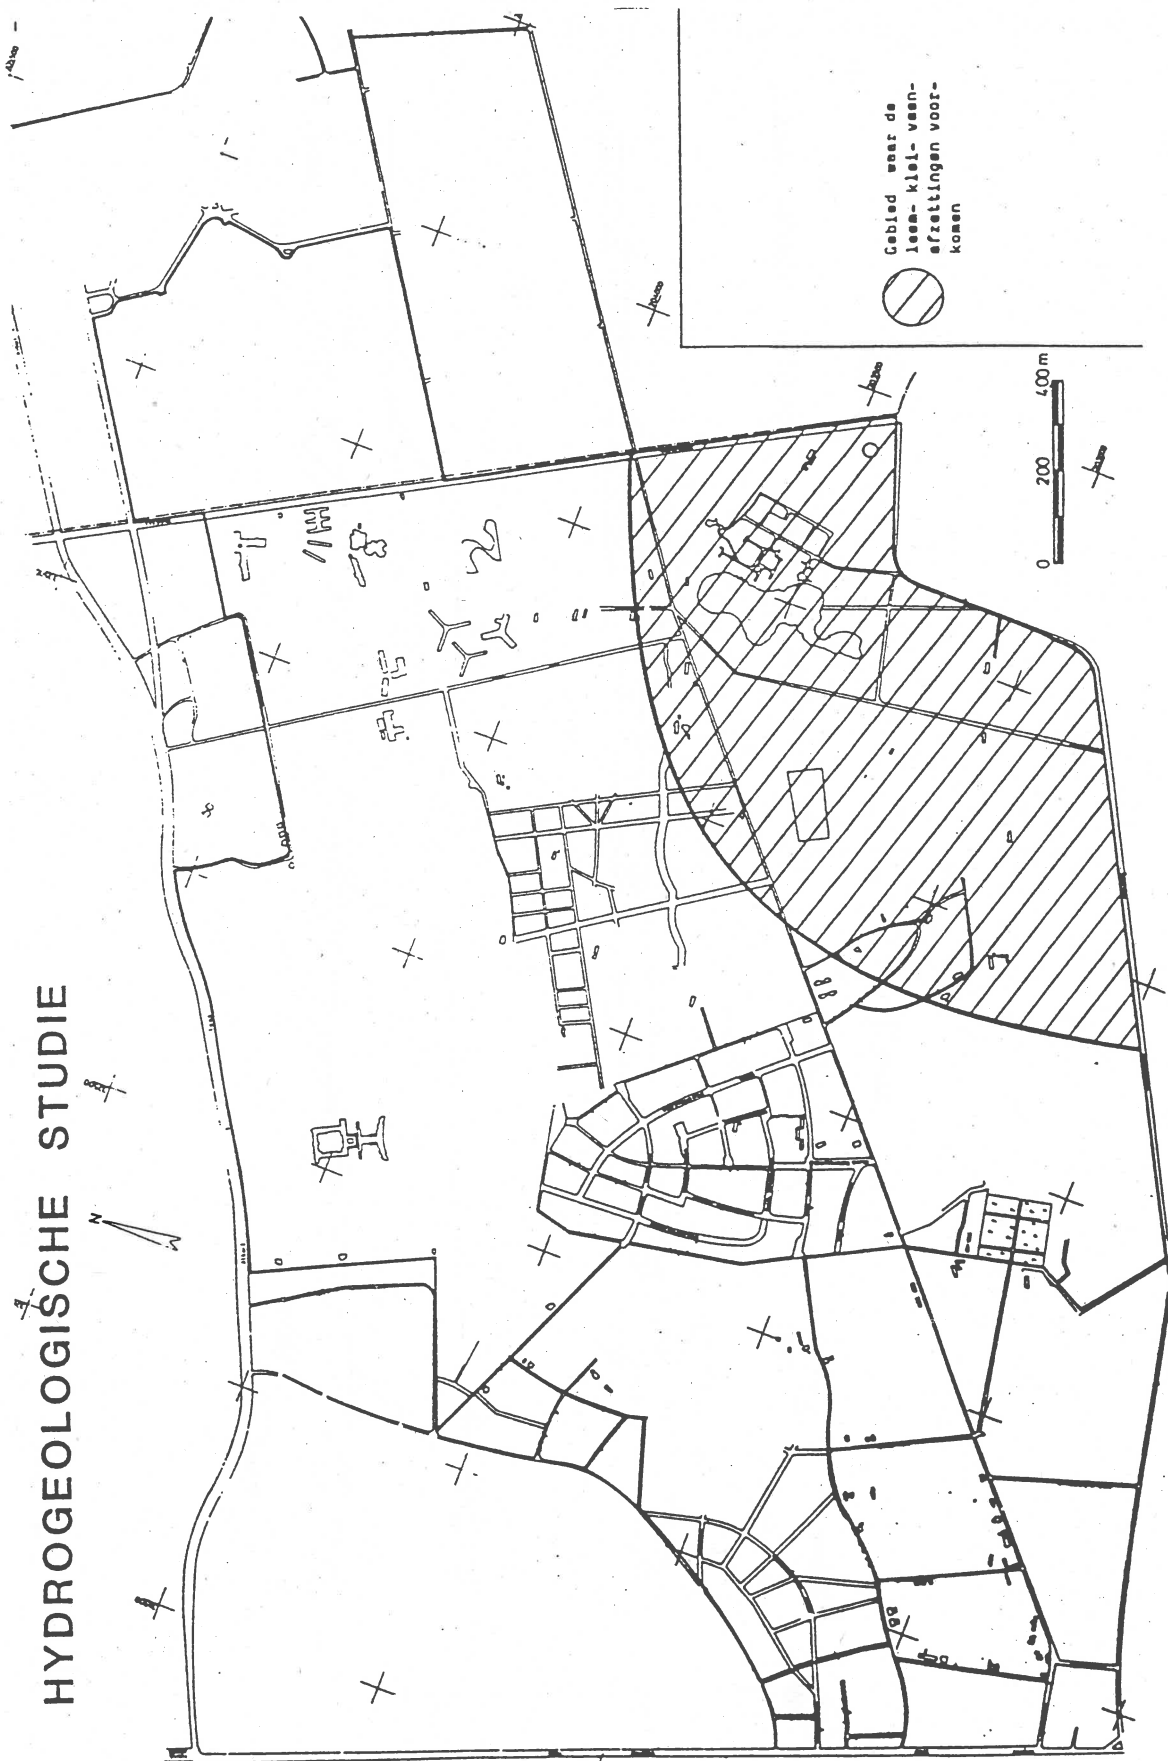 HYDROGEOLOGISCHE STUDIE
N
Gebied waar de
leem- klei- veen-
afzettingen voor-
komen
0 200 400 m